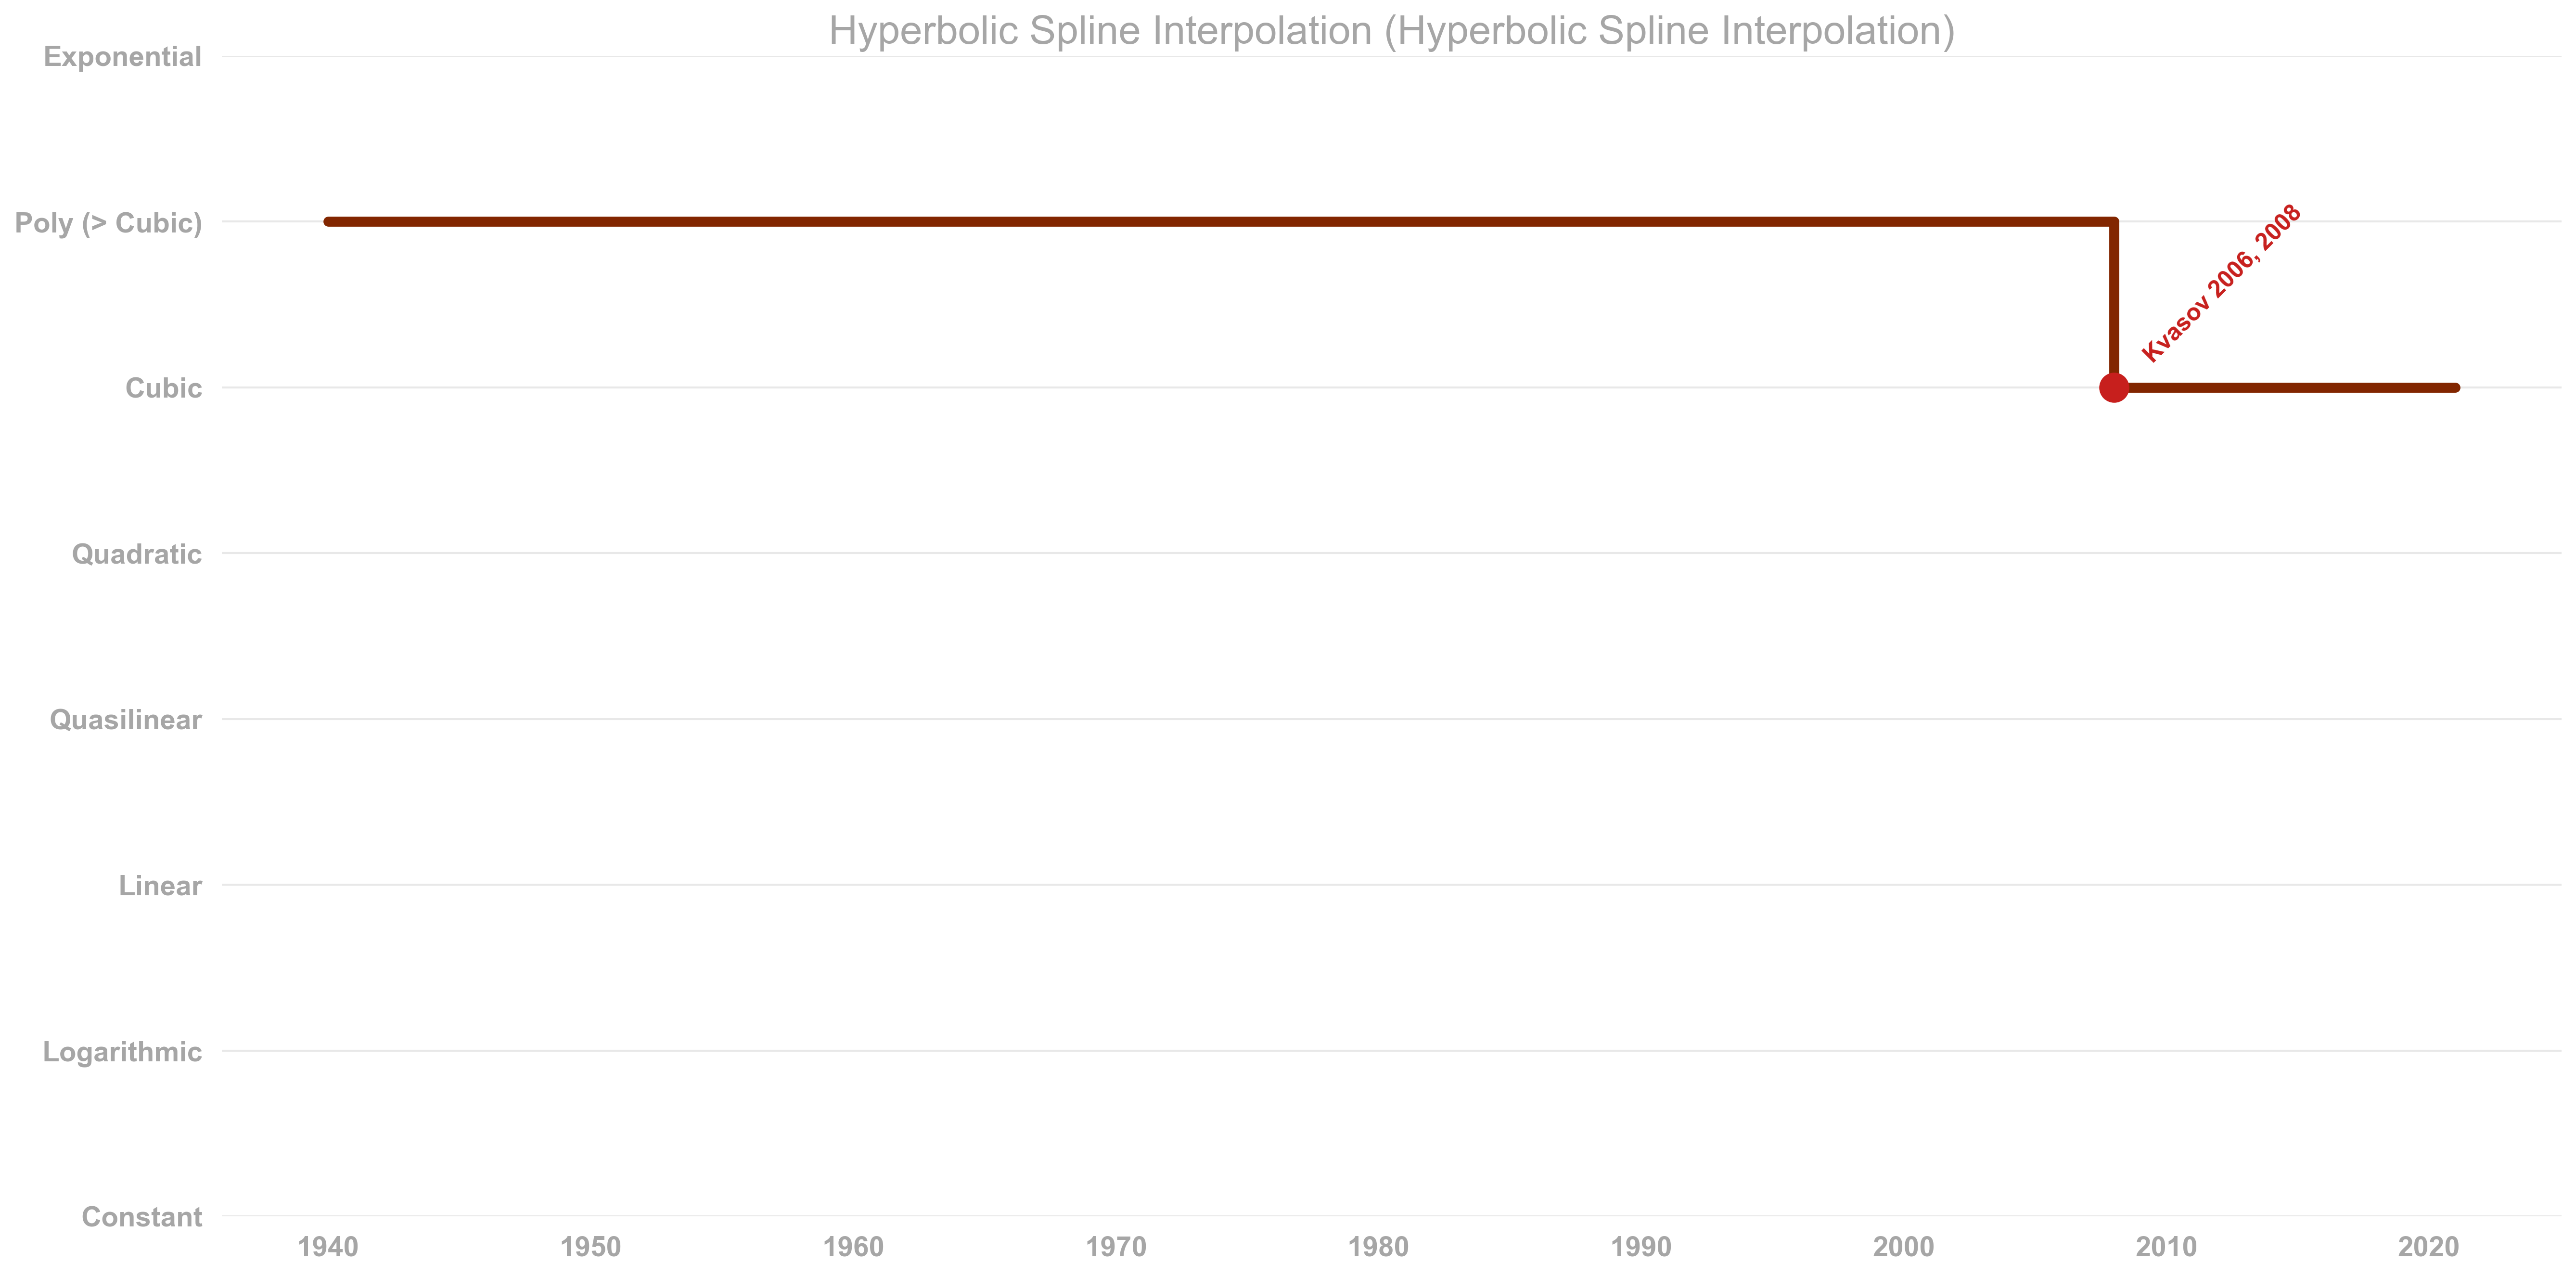 Hyperbolic Spline Interpolation (Hyperbolic Spline Interpolation)
Exponential
Poly (> Cubic)
Cubic
Quadratic
Quasilinear
Linear
Logarithmic
Constant
Kvasov 2006, 2008
1940 1950 1960 1970 1980 1990 2000 2010 2020